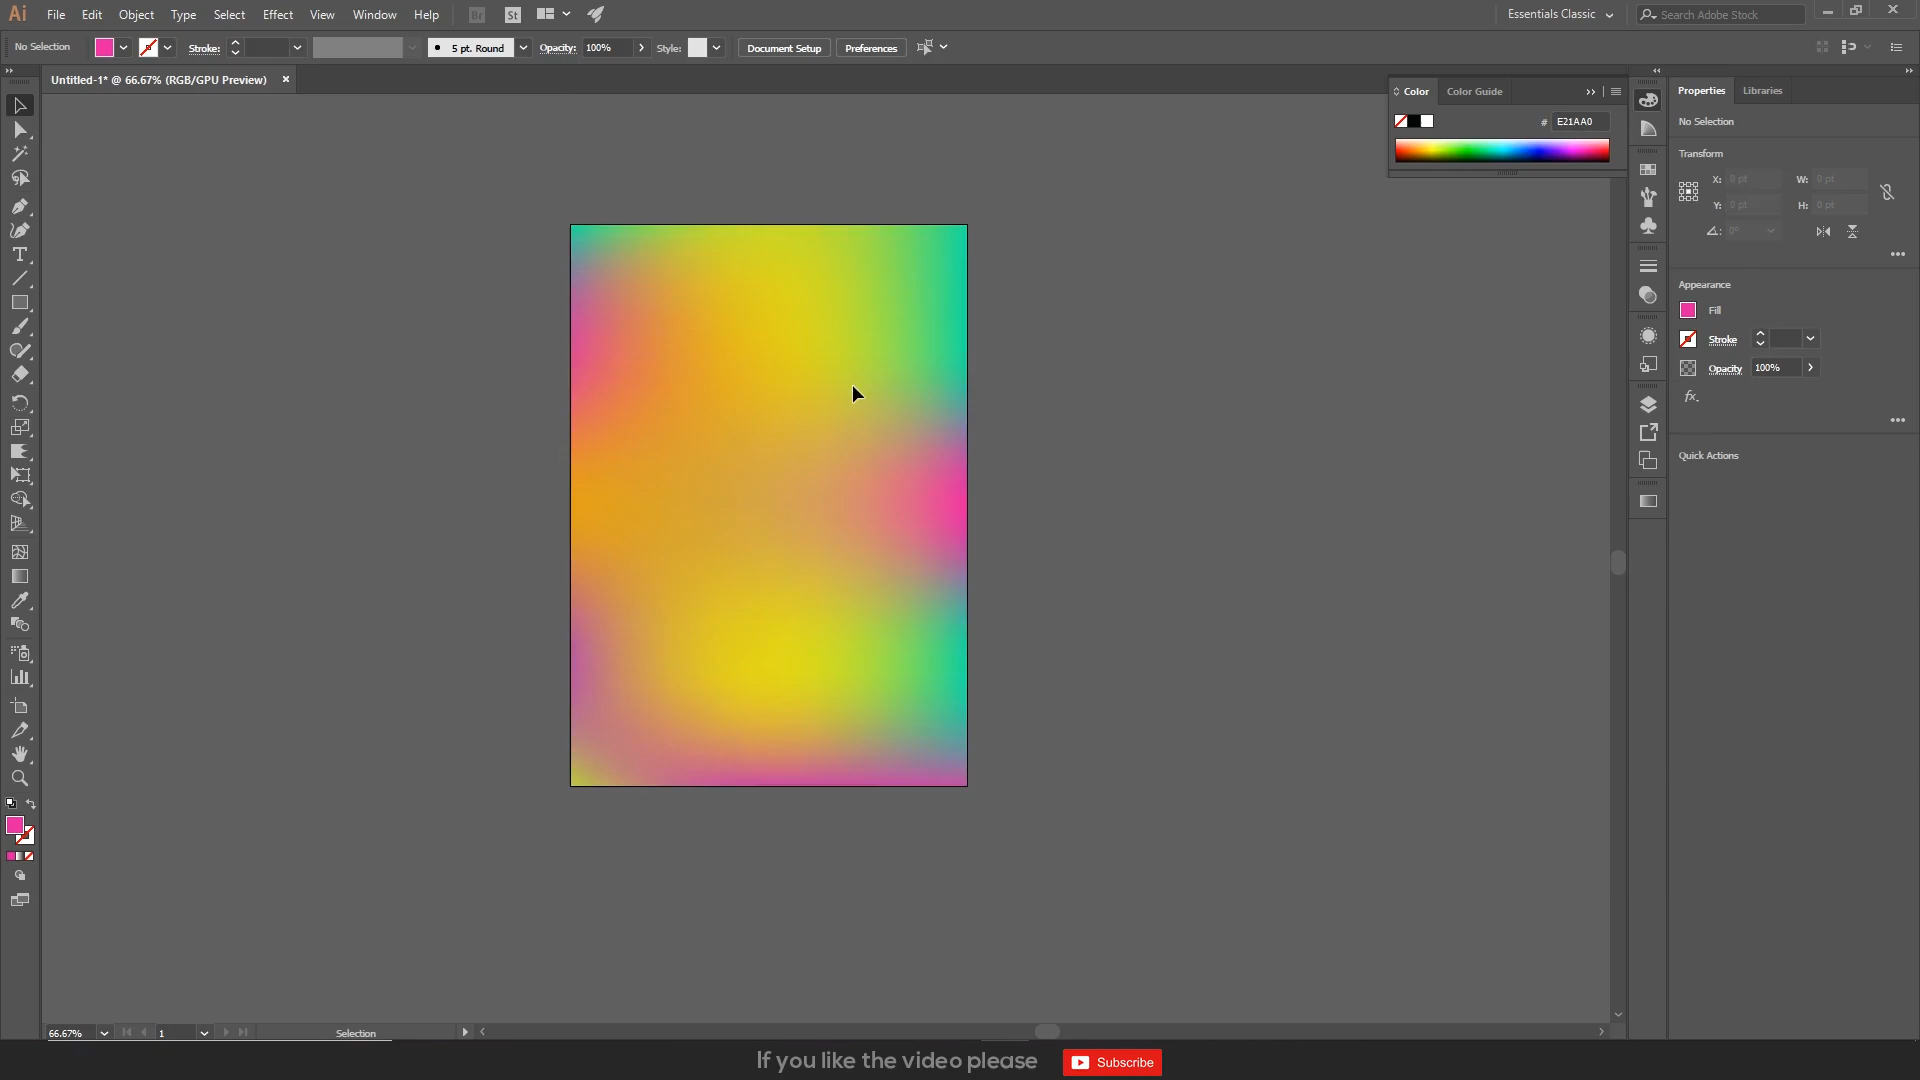 Ai File Edit Object Type Select Effect View Window Help Br St Essentials Classic Search Adobe Stock
No Selection Stroke: 5 pt. Round Opacity: 100% Style: Document Setup Preferences
Untitled-1* @ 66.67% (RGB/GPU Preview)
Color Color Guide
# E21AA0
Properties Libraries
No Selection
Transform
X: 0 pt W: 0 pt
Y: 0 pt H: 0 pt
0°
Appearance
Fill
Stroke
Opacity 100%
fx.
Quick Actions
66.67% 1 Selection
If you like the video please Subscribe